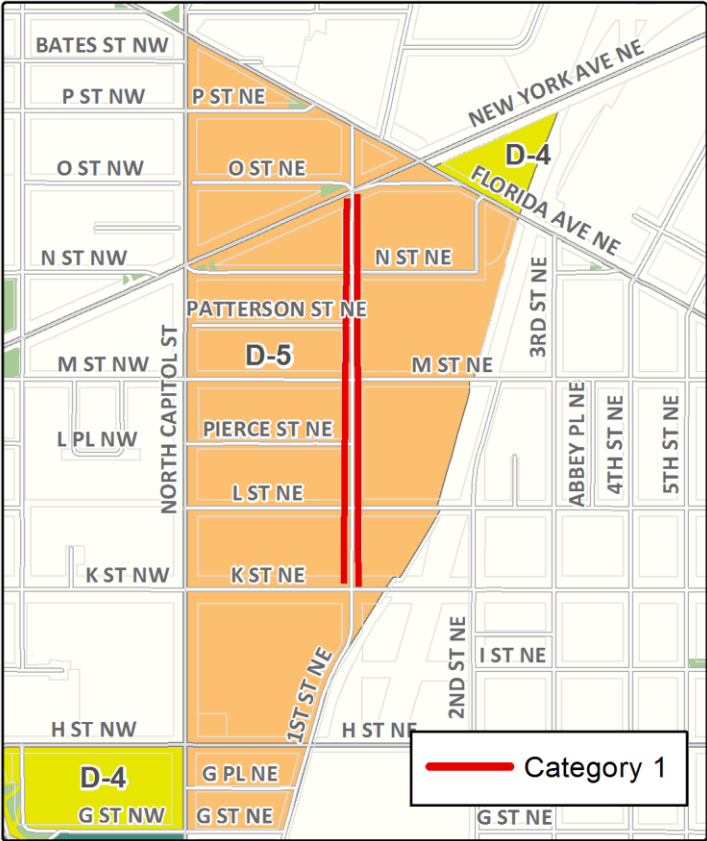 BATES ST NW
NEW YORK AVE NE
P ST NW
P ST NE
D-4
O ST NW
O ST NE
FLORIDA AVE NE
N ST NW
N ST NE
3RD ST NE
PATTERSON ST NE
NORTH CAPITOL ST
M ST NW
D-5
M ST NE
ABBEY PL NE
4TH ST NE
5TH ST NE
L PL NW
PIERCE ST NE
L ST NE
K ST NW
K ST NE
2ND ST NE
I ST NE
1ST ST NE
H ST NW
H ST NE
D-4
G PL NE
Category 1
G ST NW
G ST NE
G ST NE